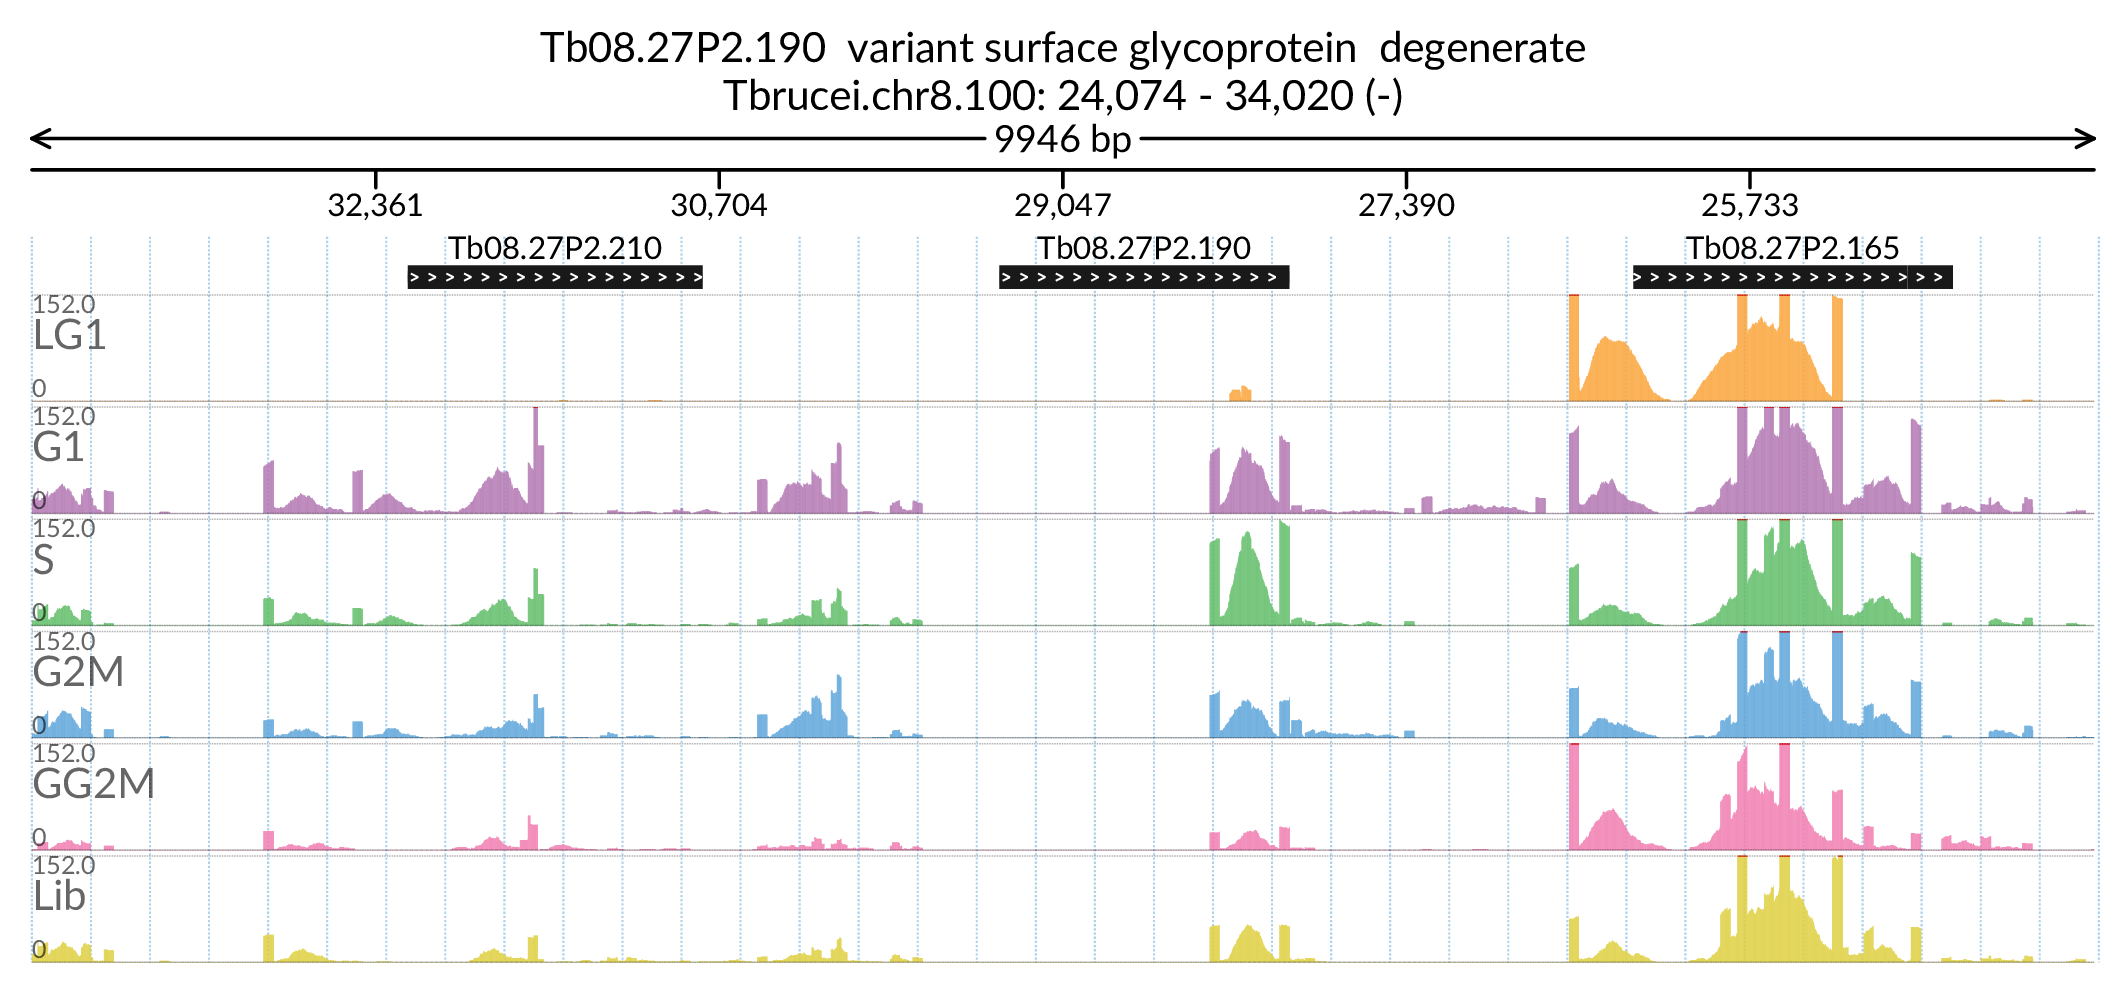 Tb08.27P2.190 variant surface glycoprotein degenerate
Tbrucei.chr8.100: 24,074 - 34,020 (-)
9946 bp
32,361 30,704 29,047 27,390 25,733
Tb08.27P2.210 Tb08.27P2.190 Tb08.27P2.165
152.0
LG1
0
152.0
G1
0
152.0
S
0
152.0
G2M
0
152.0
GG2M
0
152.0
Lib
0